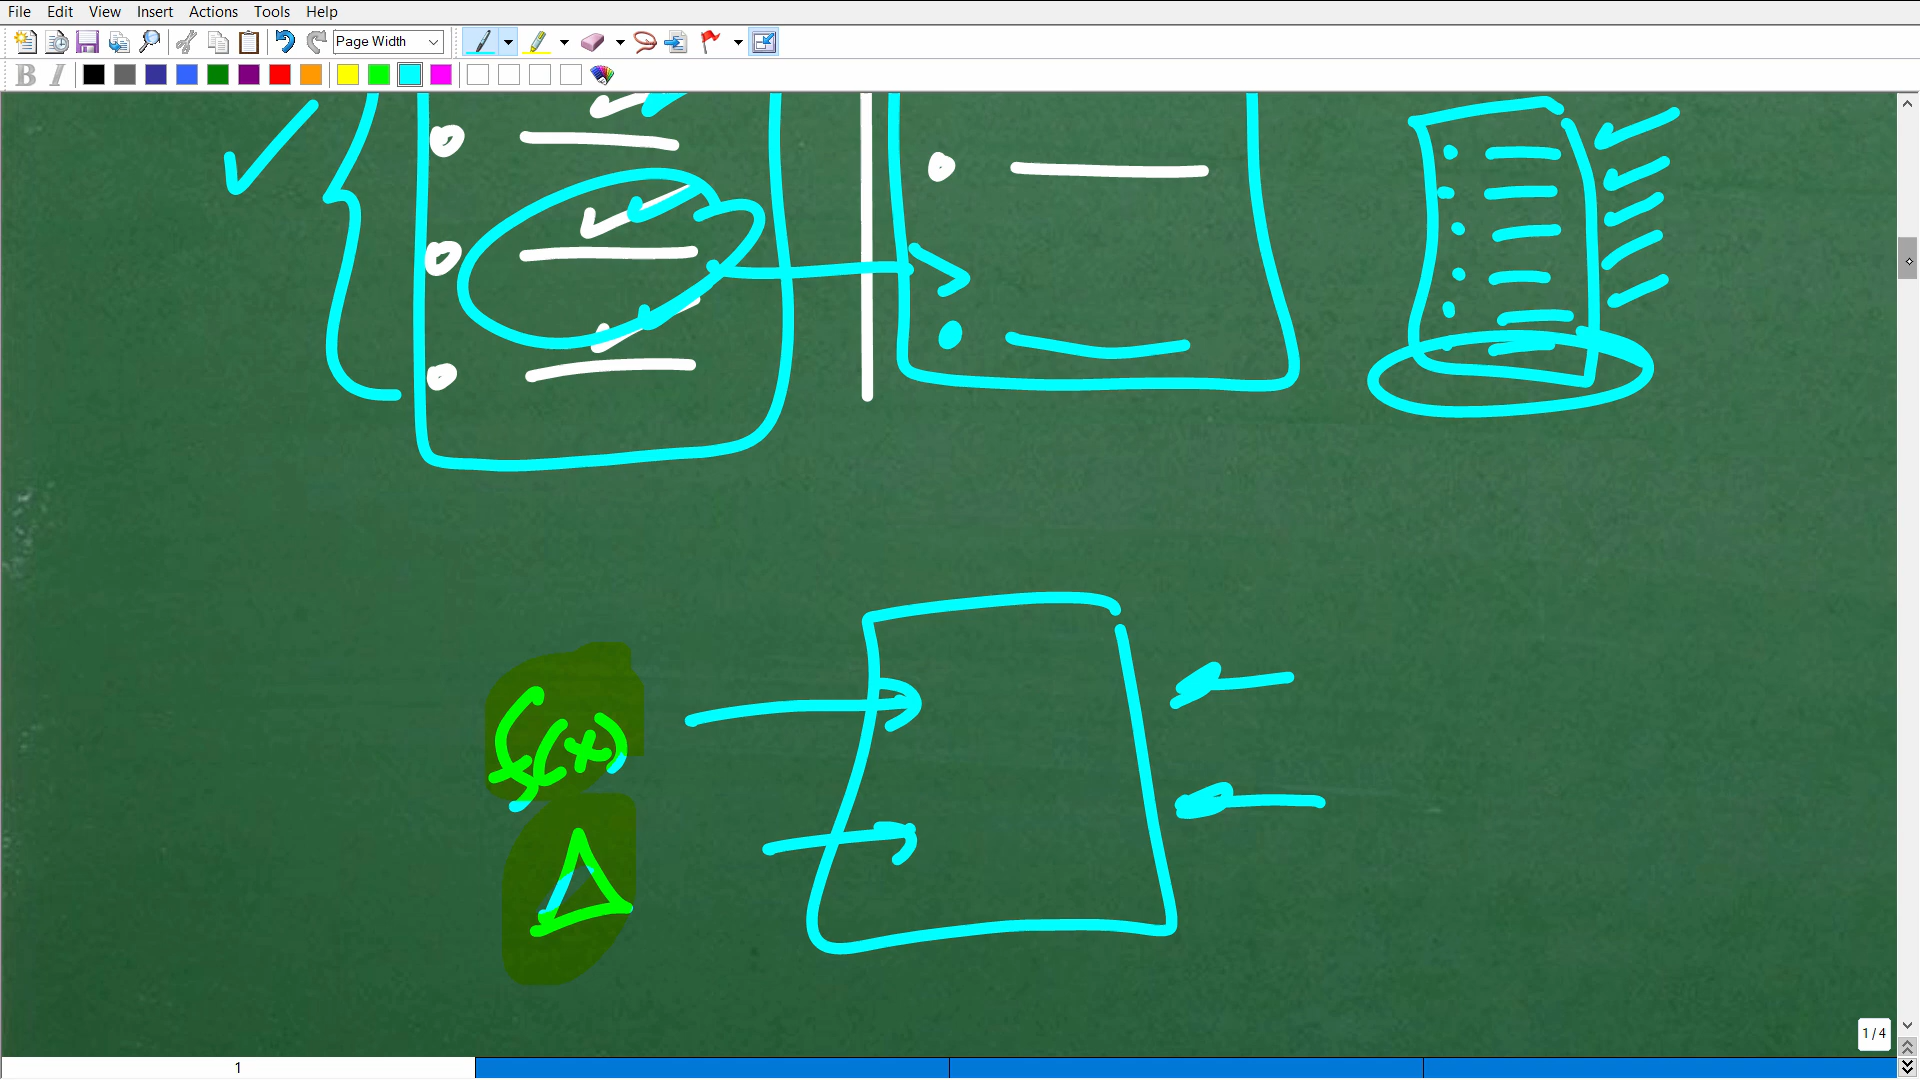 File Edit View Insert Actions Tools Help
Page Width
B I
f(x)
Δ
1 / 4
1